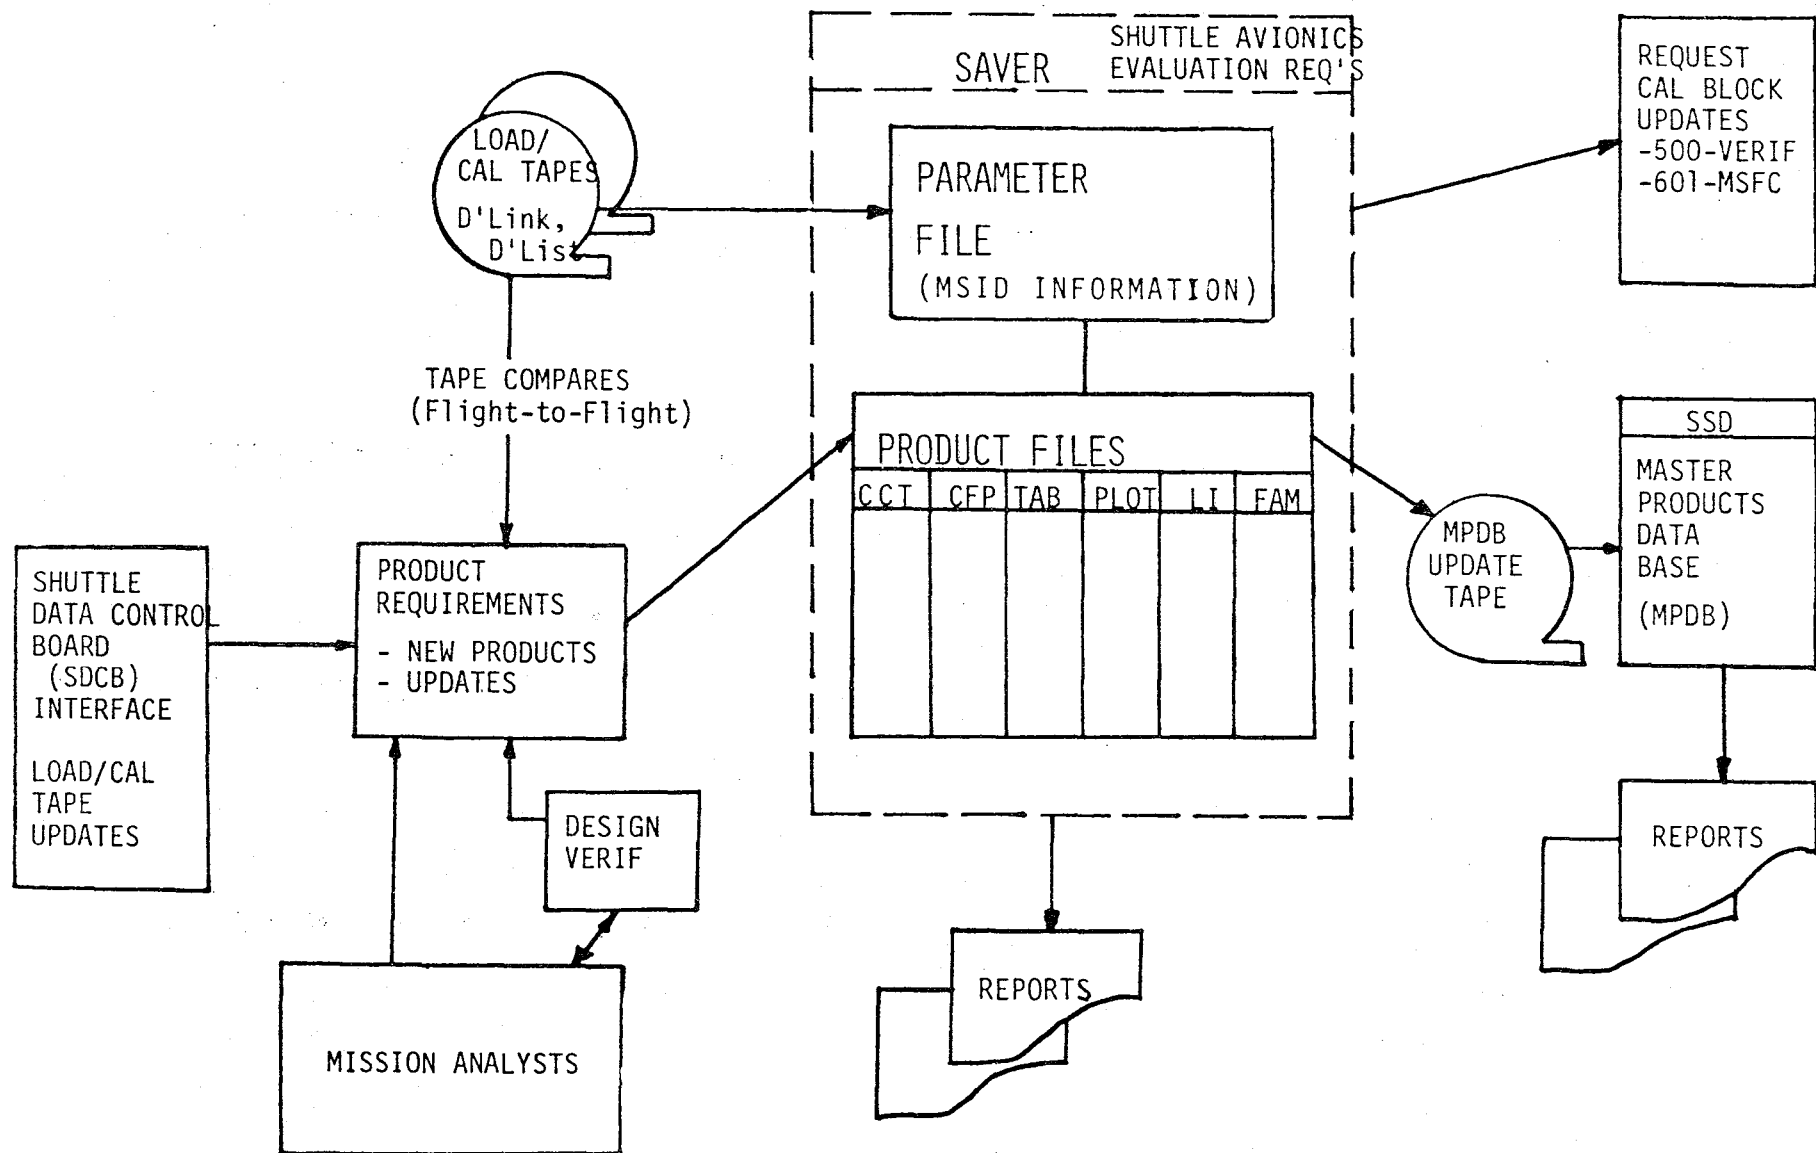 SHUTTLE AVIONICS
SAVER EVALUATION REQ'S
REQUEST
CAL BLOCK
UPDATES
-500-VERIF
-601-MSFC
LOAD/
CAL TAPES
D'Link,
D'List
PARAMETER
FILE
(MSID INFORMATION)
TAPE COMPARES
(Flight-to-Flight)
PRODUCT FILES
CCT CFP TAB PLOT LI FAM
SSD
MASTER
PRODUCTS
DATA
BASE
(MPDB)
MPDB
UPDATE
TAPE
SHUTTLE
DATA CONTROL
BOARD
(SDCB)
INTERFACE
LOAD/CAL
TAPE
UPDATES
PRODUCT
REQUIREMENTS
- NEW PRODUCTS
- UPDATES
DESIGN
VERIF
MISSION ANALYSTS
REPORTS
REPORTS